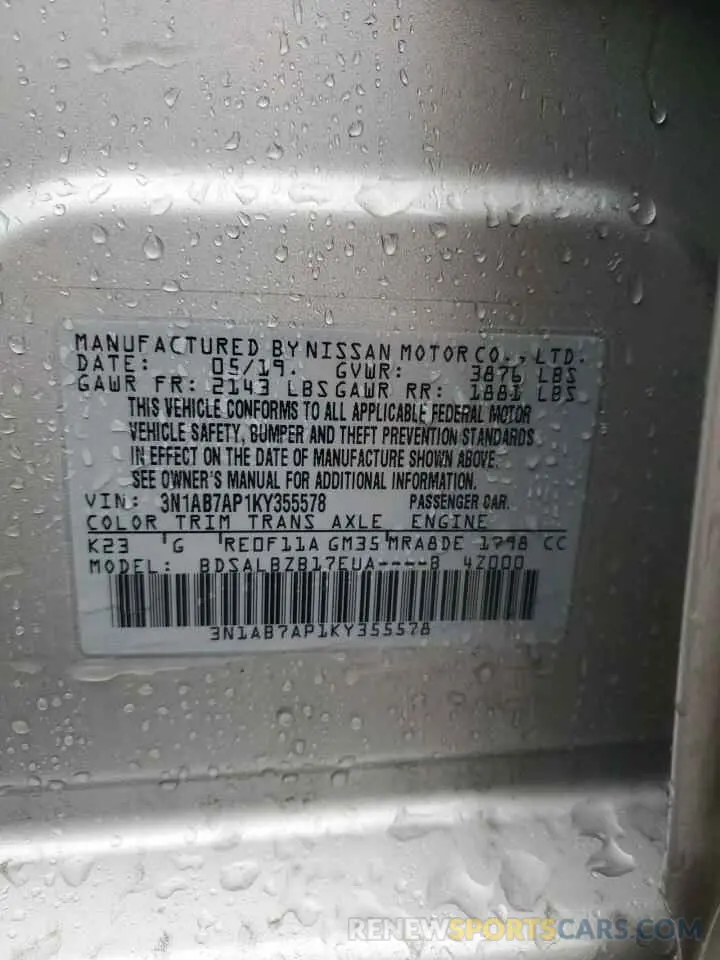 MANUFACTURED BY NISSAN MOTOR CO., LTD.
DATE: 05/19. GVWR: 3876 LBS
GAWR FR: 2143 LBS GAWR RR: 1881 LBS
THIS VEHICLE CONFORMS TO ALL APPLICABLE FEDERAL MOTOR
VEHICLE SAFETY, BUMPER AND THEFT PREVENTION STANDARDS
IN EFFECT ON THE DATE OF MANUFACTURE SHOWN ABOVE.
SEE OWNER'S MANUAL FOR ADDITIONAL INFORMATION.
VIN: 3N1AB7AP1KY355578 PASSENGER CAR.
COLOR TRIM TRANS AXLE ENGINE
K23 G RE0F11A GM35 MRA8DE 1798 CC
MODEL: BDSALBZB17EUA----B 4Z000
3N1AB7AP1KY355578
RENEWSPORTSCARS.COM